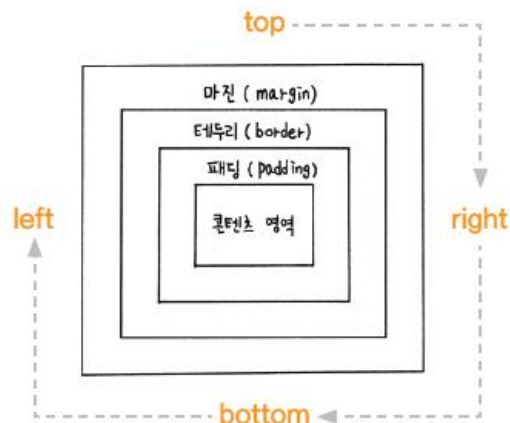 top
마진 ( margin)
테두리 ( border)
패딩 ( padding)
left
콘텐츠 영역
right
bottom